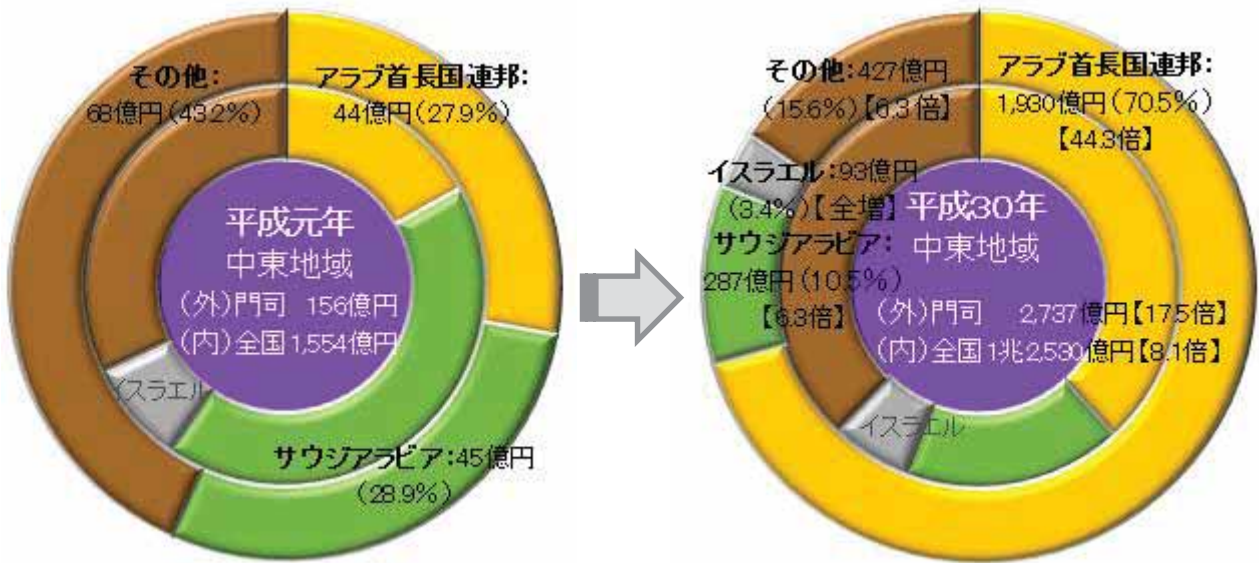 その他:
68億円(43.2%)
アラブ首長国連邦:
44億円(27.9%)
平成元年
中東地域
(外)門司 156億円
(内)全国 1,554億円
イスラエル
サウジアラビア:45億円
(28.9%)
その他:427億円
(15.6%)【6.3倍】
アラブ首長国連邦:
1,930億円(70.5%)
【44.3倍】
イスラエル:93億円
(3.4%)【全増】
サウジアラビア:
287億円(10.5%)
【6.3倍】
平成30年
中東地域
(外)門司 2,737億円【17.5倍】
(内)全国 1兆2,530億円【8.1倍】
イスラエル